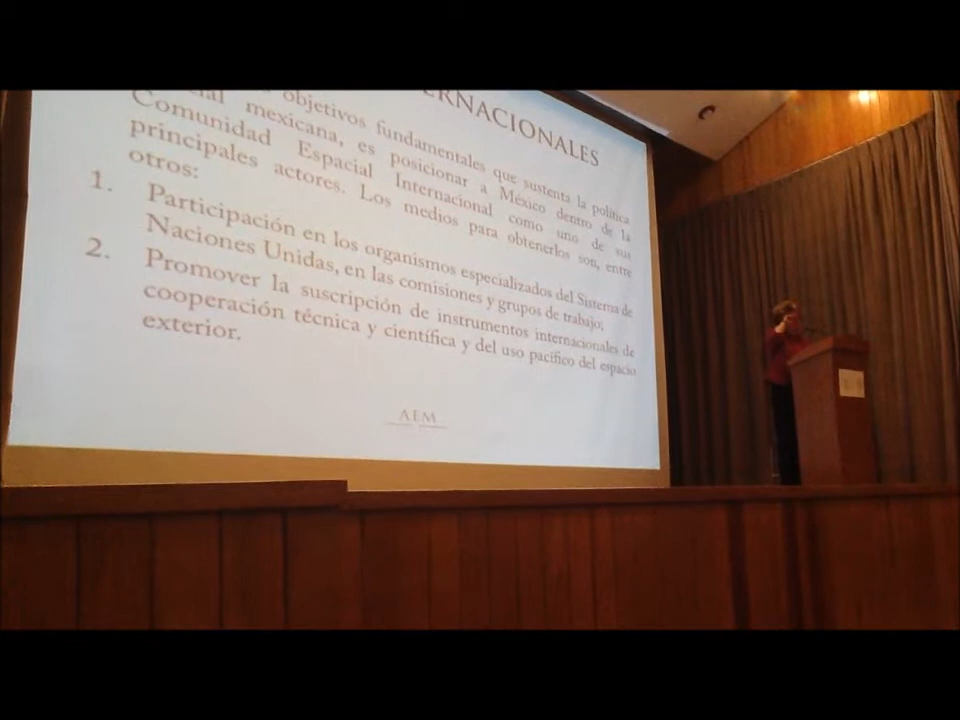 ERNACIONALES
objetivos fundamentales que sustenta la política
mexicana, es posicionar a México dentro de la
Comunidad Espacial Internacional como uno de sus
principales actores. Los medios para obtenerlos son, entre
otros:
1. Participación en los organismos especializados del Sistema de
Naciones Unidas, en las comisiones y grupos de trabajo;
2. Promover la suscripción de instrumentos internacionales de
cooperación técnica y científica y del uso pacífico del espacio
exterior.
AEM